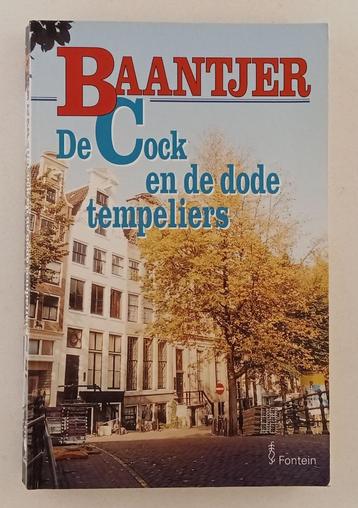 BAANTJER
De Cock
en de dode
tempeliers
Fontein